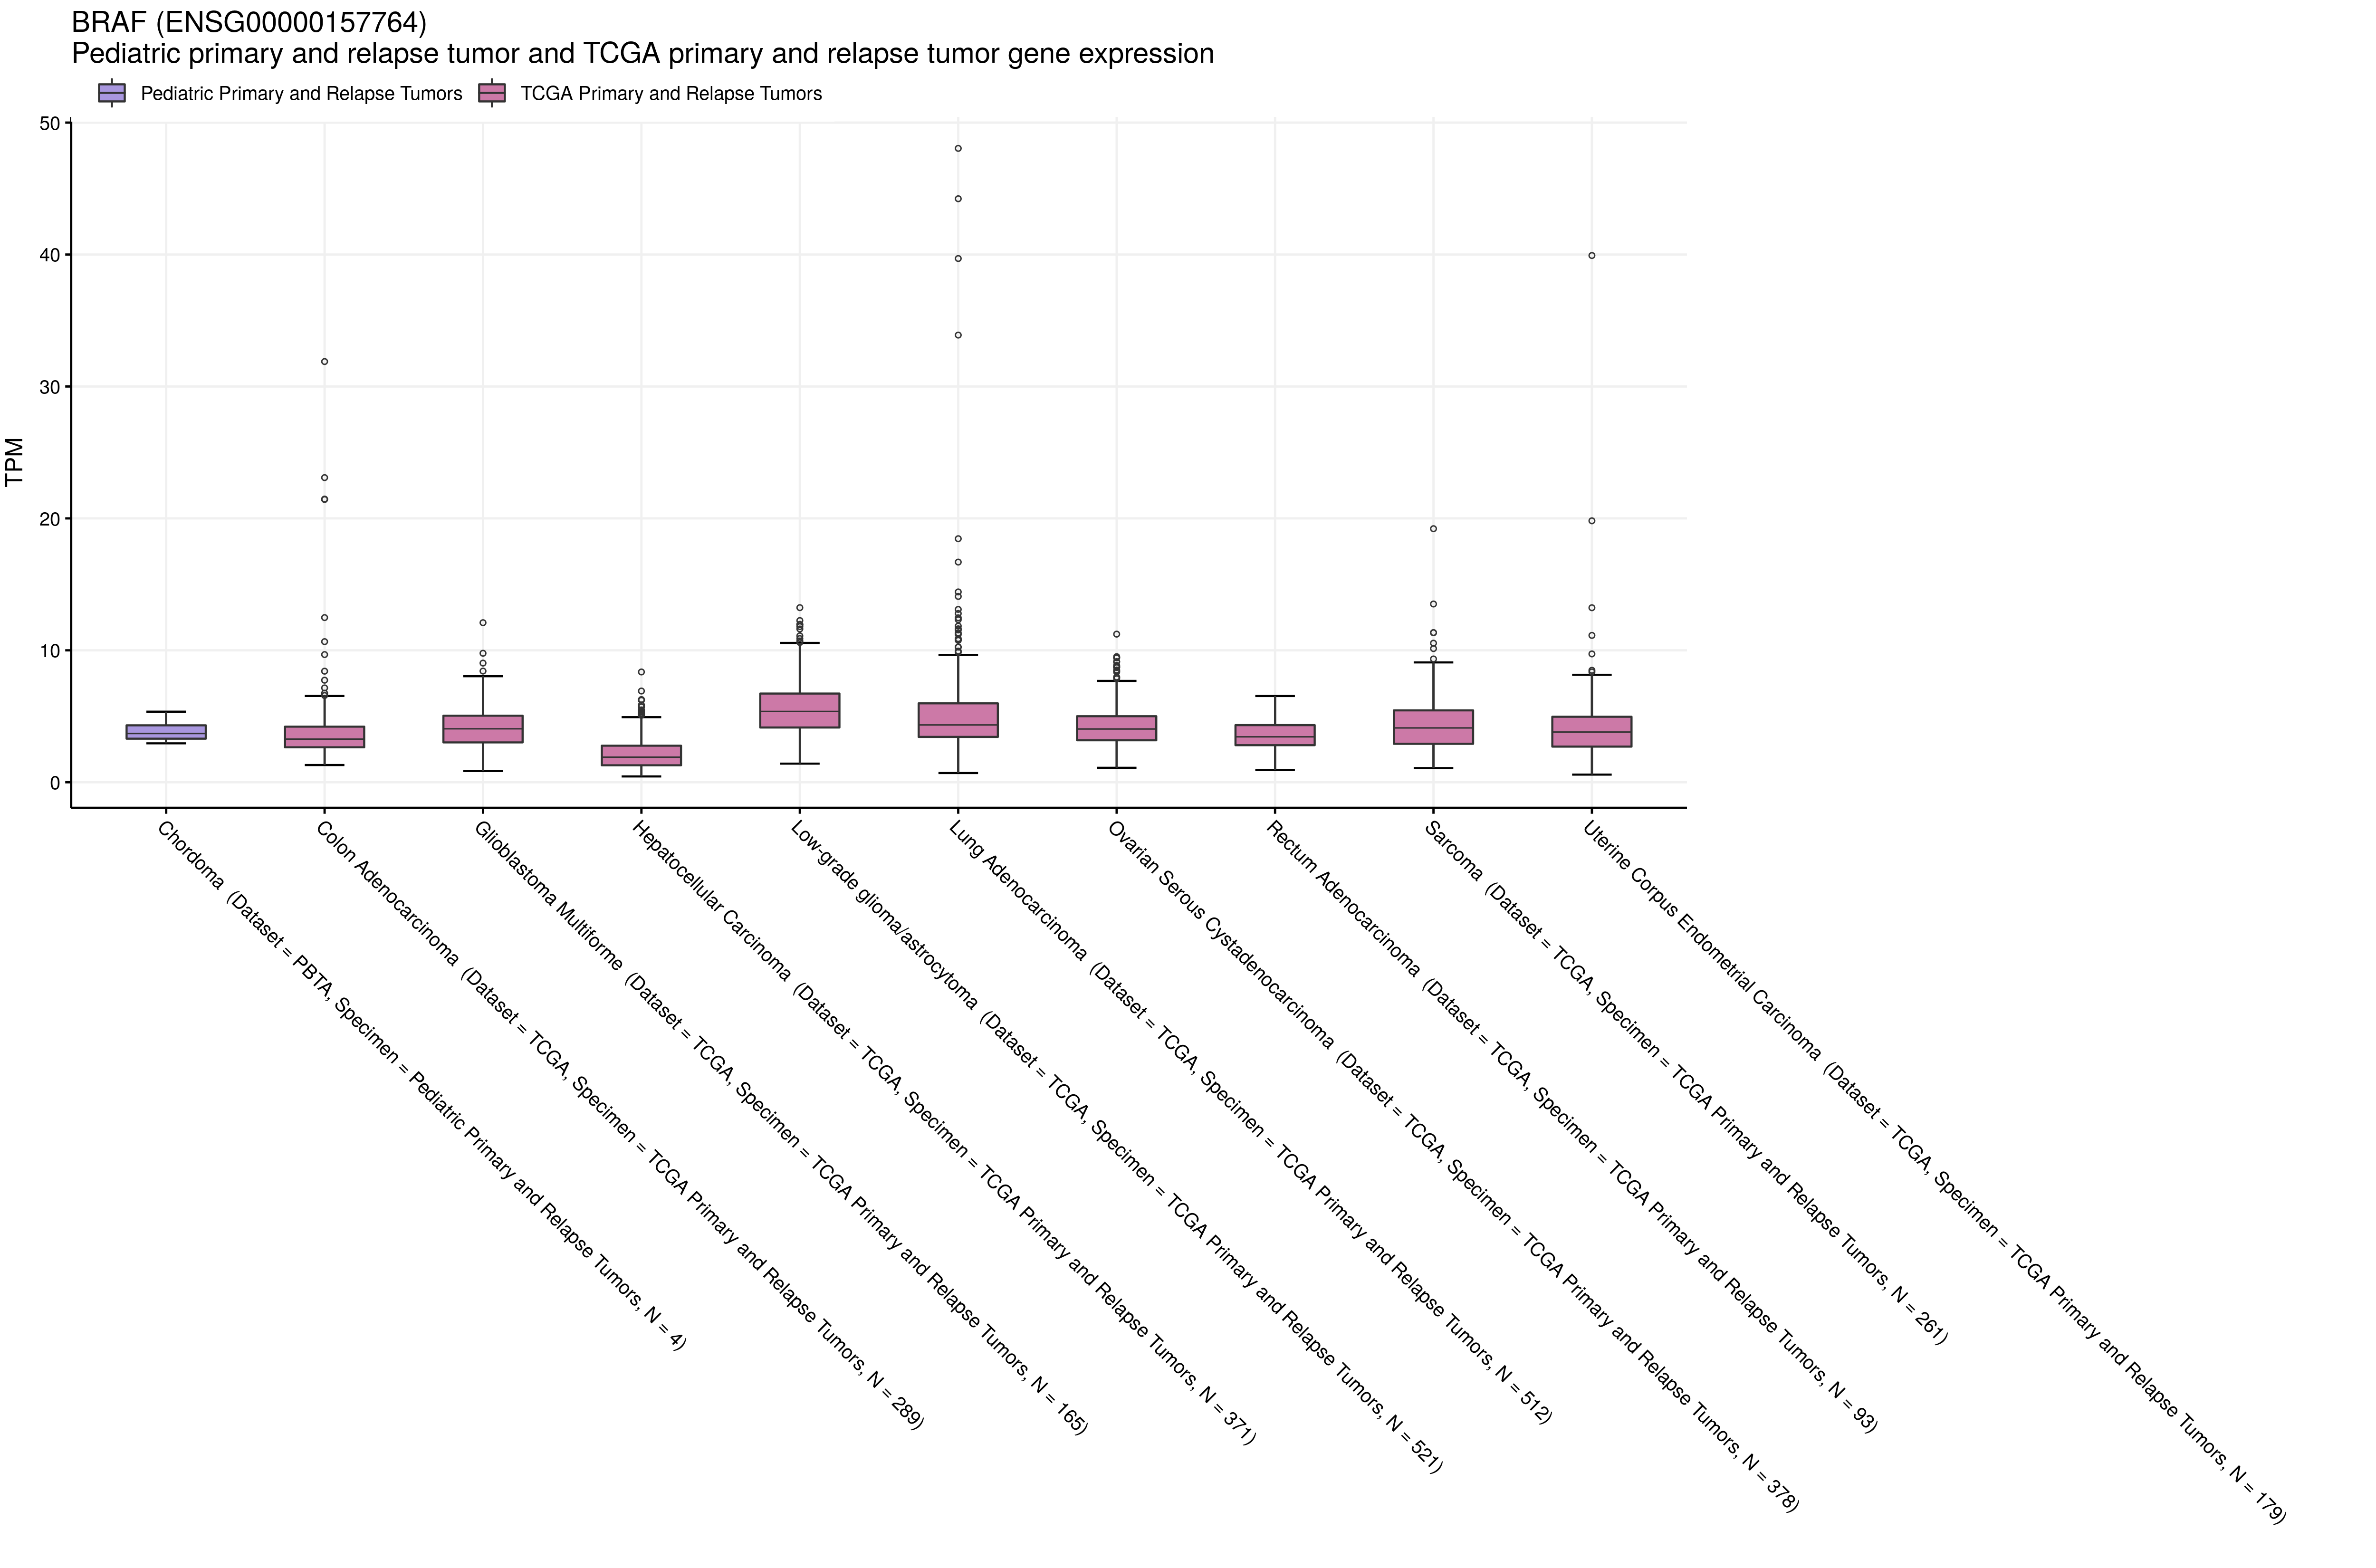 BRAF (ENSG00000157764)
Pediatric primary and relapse tumor and TCGA primary and relapse tumor gene expression
Pediatric Primary and Relapse Tumors
TCGA Primary and Relapse Tumors
50
40
30
20
10
0
TPM
Chordoma (Dataset = PBTA, Specimen = Pediatric Primary and Relapse Tumors, N = 4)
Colon Adenocarcinoma (Dataset = TCGA, Specimen = TCGA Primary and Relapse Tumors, N = 289)
Glioblastoma Multiforme (Dataset = TCGA, Specimen = TCGA Primary and Relapse Tumors, N = 165)
Hepatocellular Carcinoma (Dataset = TCGA, Specimen = TCGA Primary and Relapse Tumors, N = 371)
Low-grade glioma/astrocytoma (Dataset = TCGA, Specimen = TCGA Primary and Relapse Tumors, N = 521)
Lung Adenocarcinoma (Dataset = TCGA, Specimen = TCGA Primary and Relapse Tumors, N = 512)
Ovarian Serous Cystadenocarcinoma (Dataset = TCGA, Specimen = TCGA Primary and Relapse Tumors, N = 378)
Rectum Adenocarcinoma (Dataset = TCGA, Specimen = TCGA Primary and Relapse Tumors, N = 93)
Sarcoma (Dataset = TCGA, Specimen = TCGA Primary and Relapse Tumors, N = 261)
Uterine Corpus Endometrial Carcinoma (Dataset = TCGA, Specimen = TCGA Primary and Relapse Tumors, N = 179)